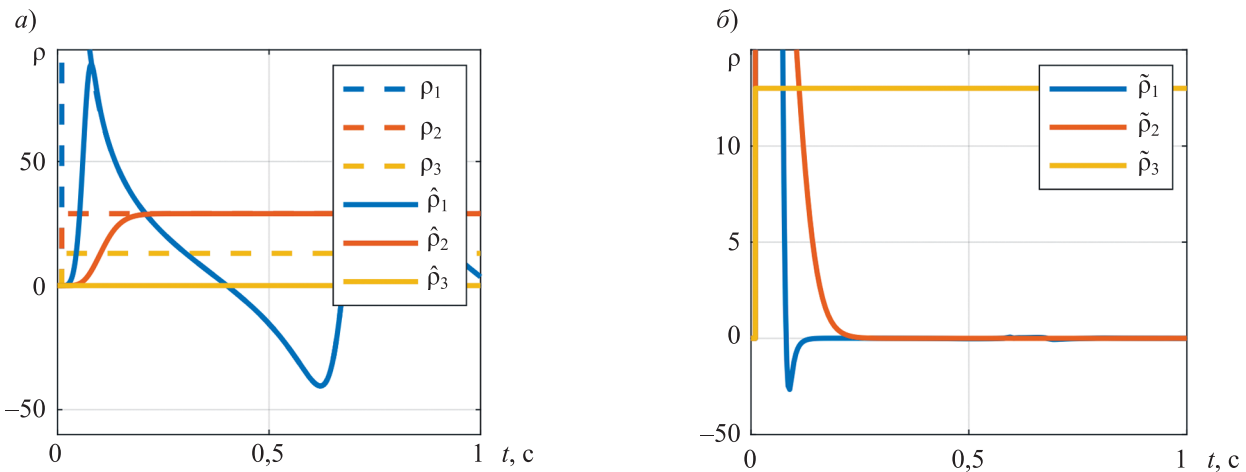 а)
ρ
50
0
–50
0
0,5
1
t, с
ρ₁
ρ₂
ρ₃
ρ̂₁
ρ̂₂
ρ̂₃
б)
ρ
10
5
0
–50
0
0,5
1
t, с
ρ̃₁
ρ̃₂
ρ̃₃